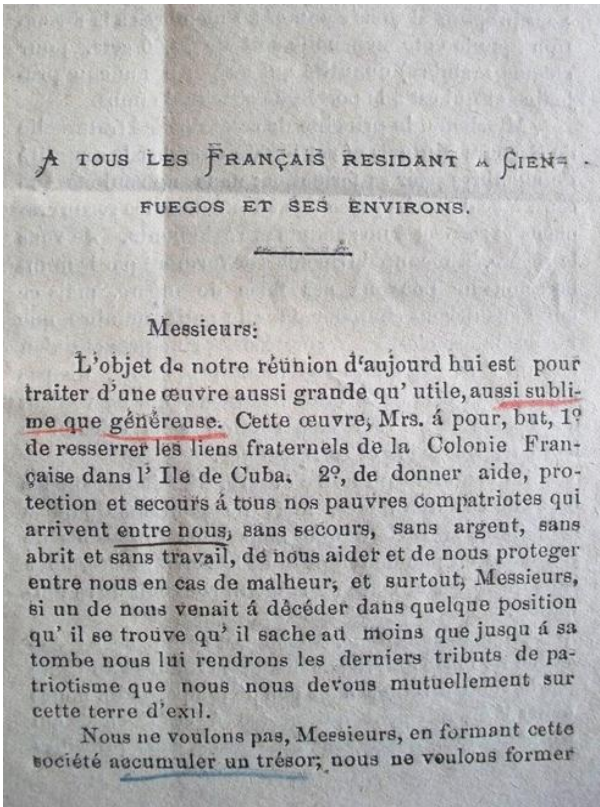 A TOUS LES FRANÇAIS RESIDANT A CIEN=
FUEGOS ET SES ENVIRONS.
Messieurs:
L'objet de notre réunion d'aujourd hui est pour
traiter d'une œuvre aussi grande qu' utile, aussi subli-
me que généreuse. Cette œuvre, Mrs. á pour, but, 1º
de resserrer les liens fraternels de la Colonie Fran-
çaise dans l' Ile de Cuba. 2º, de donner aide, pro-
tection et secours á tous nos pauvres compatriotes qui
arrivent entre nous, sans secours, sans argent, sans
abrit et sans travail, de nous aider et de nous proteger
entre nous en cas de malheur, et surtout, Messieurs,
si un de nous venait á dècéder dans quelque position
qu' il se trouve qu' il sache au moins que jusqu á sa
tombe nous lui rendrons les derniers tributs de pa-
triotisme que nous nous devons mutuellement sur
cette terre d'exil.
Nous ne voulons pas, Messieurs, en formant cette
société accumuler un trésor; nous ne voulons former